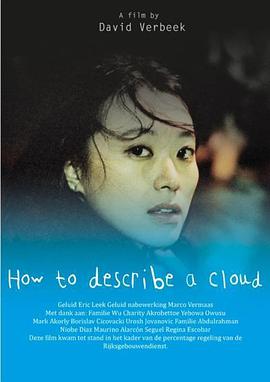 A film by
David Verbeek
How to describe a cloud
Geluid Eric Leek Geluid nabewerking Marco Vermaas
Met dank aan: Familie Wu Charity Akrobettoe Yebowa Owusu
Mark Akorly Borislav Cicovacki Urosh Jovanovic Familie Abdulrahman
Niobe Diaz Maurino Alarcón Seguel Regina Escobar
Deze film kwam tot stand in het kader van de percentage regeling van de
Rijksgebouwendienst.